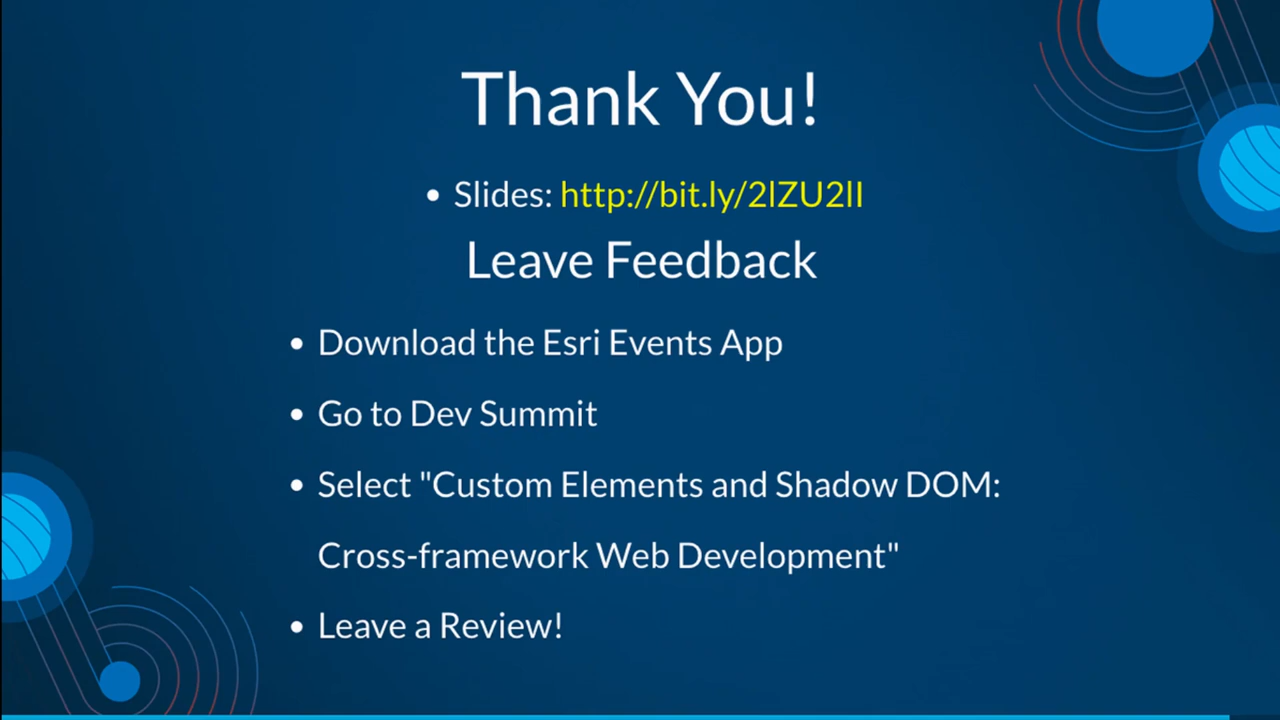 Thank You!
• Slides: http://bit.ly/2lZU2lI
Leave Feedback
• Download the Esri Events App
• Go to Dev Summit
• Select "Custom Elements and Shadow DOM:
Cross-framework Web Development"
• Leave a Review!